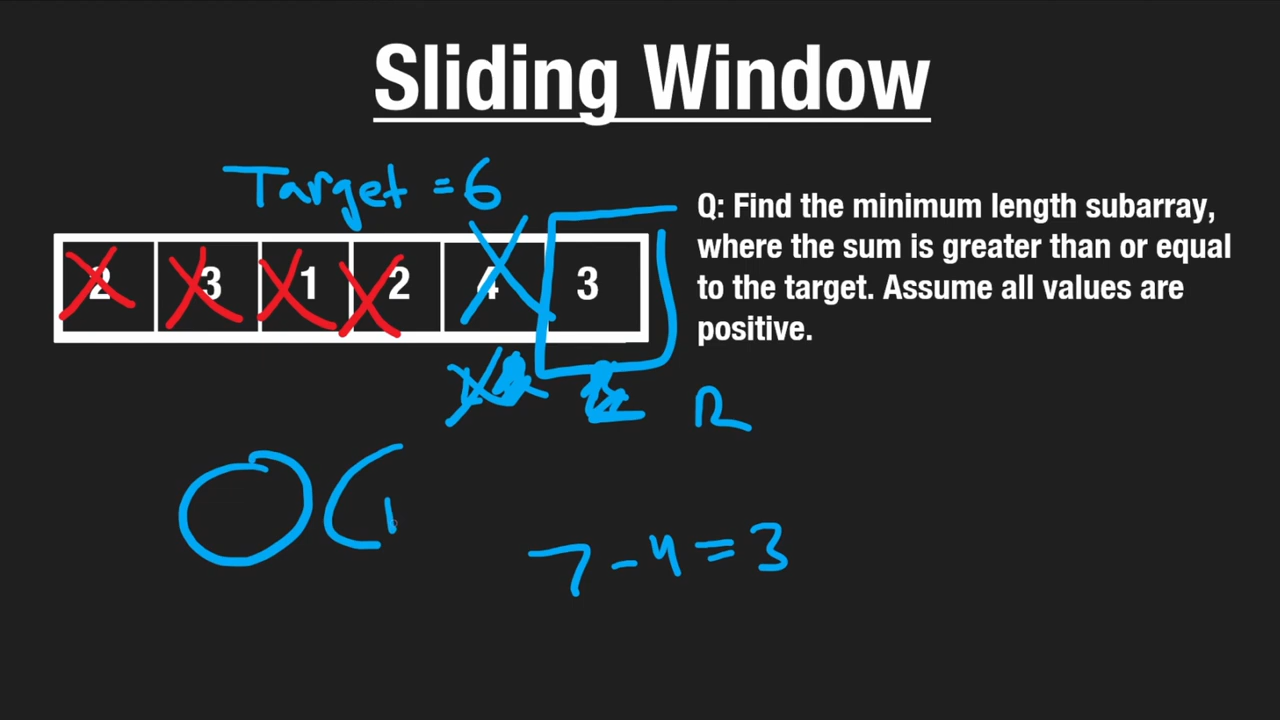 Sliding Window
Target = 6
2 3 1 2 4 3
Q: Find the minimum length subarray,
where the sum is greater than or equal
to the target. Assume all values are
positive.
R
O(
7-4=3